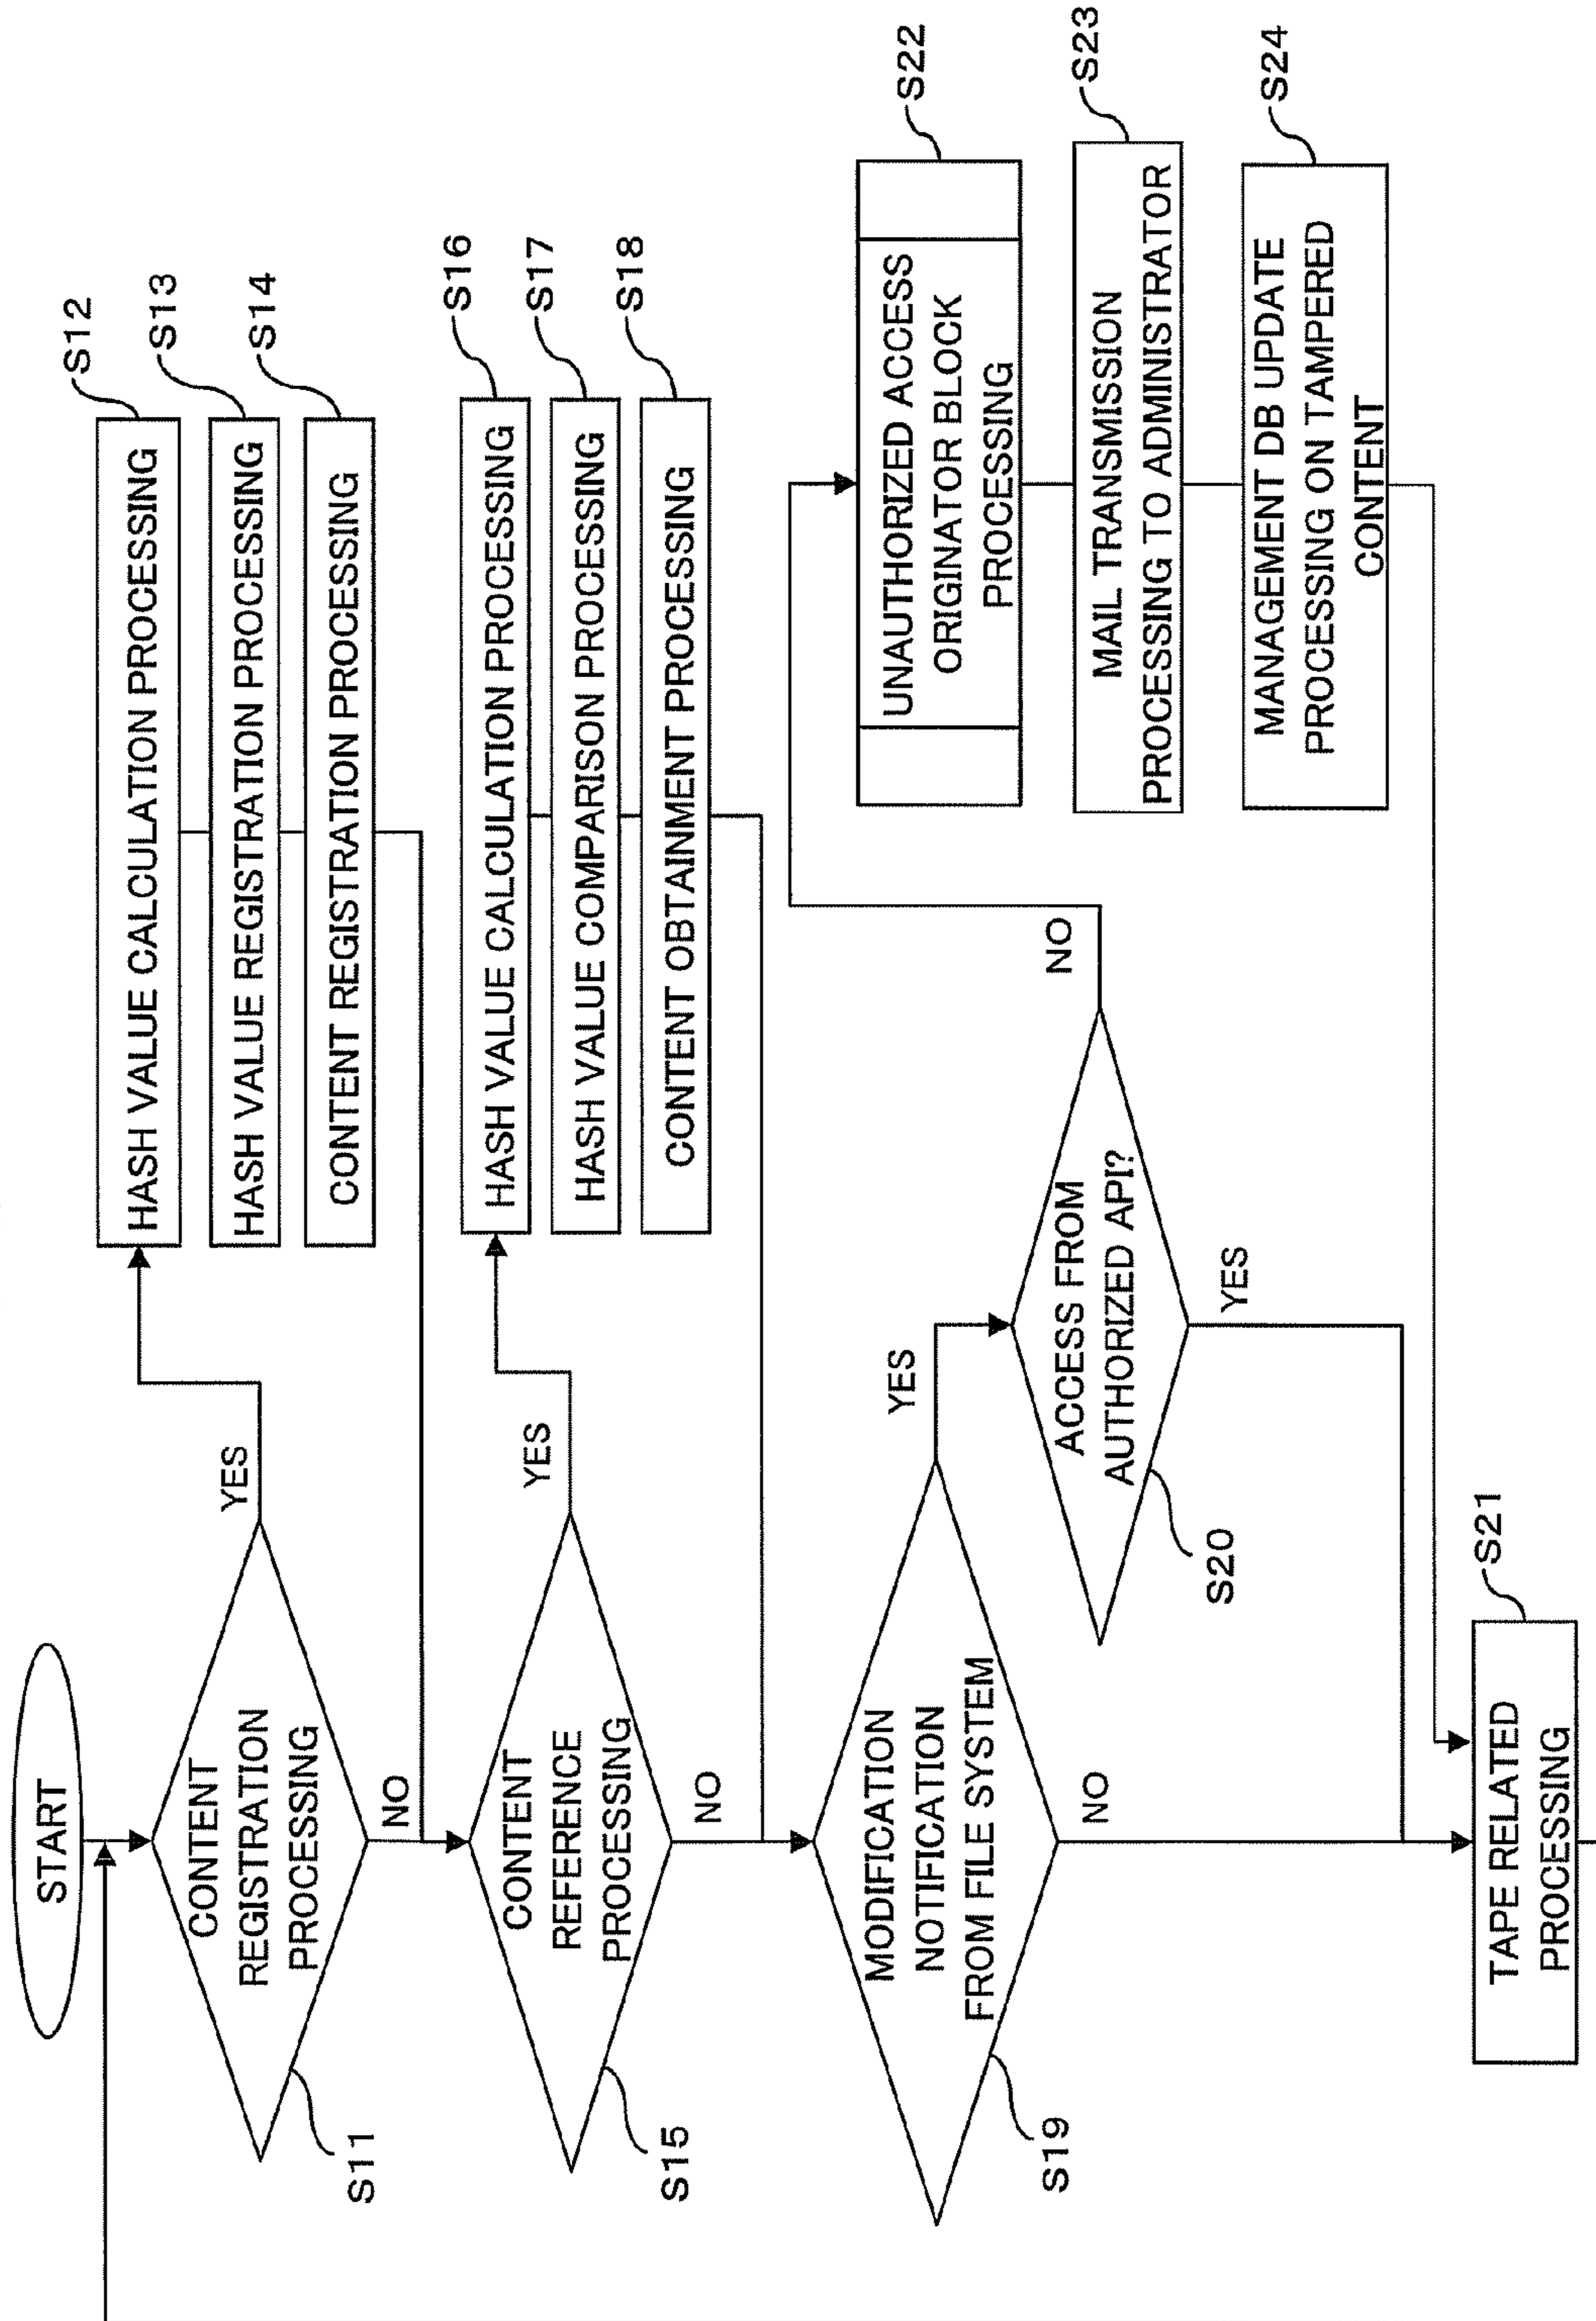 START
CONTENT
REGISTRATION
PROCESSING
S11
YES
NO
HASH VALUE CALCULATION PROCESSING
S12
HASH VALUE REGISTRATION PROCESSING
S13
CONTENT REGISTRATION PROCESSING
S14
CONTENT
REFERENCE
PROCESSING
S15
YES
NO
HASH VALUE CALCULATION PROCESSING
S16
HASH VALUE COMPARISON PROCESSING
S17
CONTENT OBTAINMENT PROCESSING
S18
MODIFICATION
NOTIFICATION
FROM FILE SYSTEM
S19
YES
NO
ACCESS FROM
AUTHORIZED API?
S20
NO
YES
UNAUTHORIZED ACCESS
ORIGINATOR BLOCK
PROCESSING
S22
MAIL TRANSMISSION
PROCESSING TO ADMINISTRATOR
S23
MANAGEMENT DB UPDATE
PROCESSING ON TAMPERED
CONTENT
S24
TAPE RELATED
PROCESSING
S21